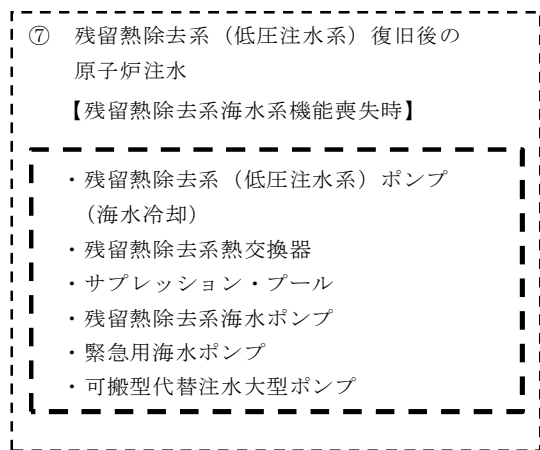 ⑦ 残留熱除去系（低圧注水系）復旧後の
原子炉注水
【残留熱除去系海水系機能喪失時】
・残留熱除去系（低圧注水系）ポンプ
（海水冷却）
・残留熱除去系熱交換器
・サプレッション・プール
・残留熱除去系海水ポンプ
・緊急用海水ポンプ
・可搬型代替注水大型ポンプ